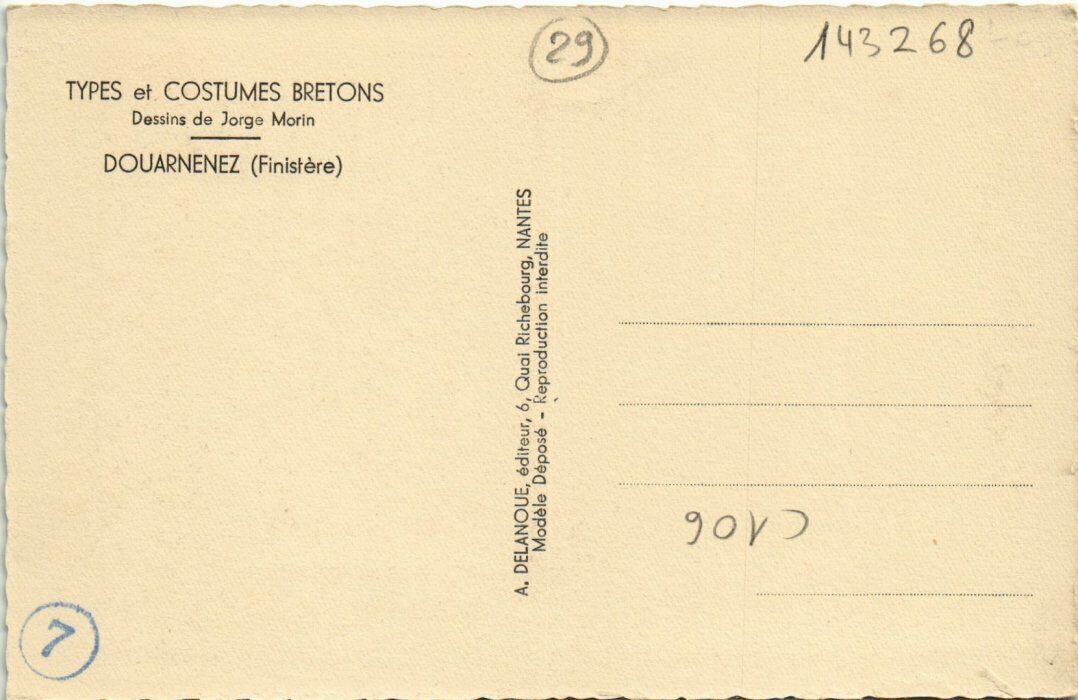 29
143268
TYPES et COSTUMES BRETONS
Dessins de Jorge Morin
DOUARNENEZ (Finistère)
A. DELANOUE, éditeur, 6, Quai Richebourg, NANTES
Modèle Déposé - Reproduction interdite
C106
7